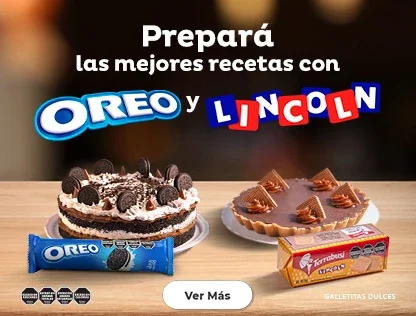 Prepará
las mejores recetas con
OREO y LINCOLN
OREO
Terrabusi
LINCOLN
Ver Más
GALLETITAS DULCES